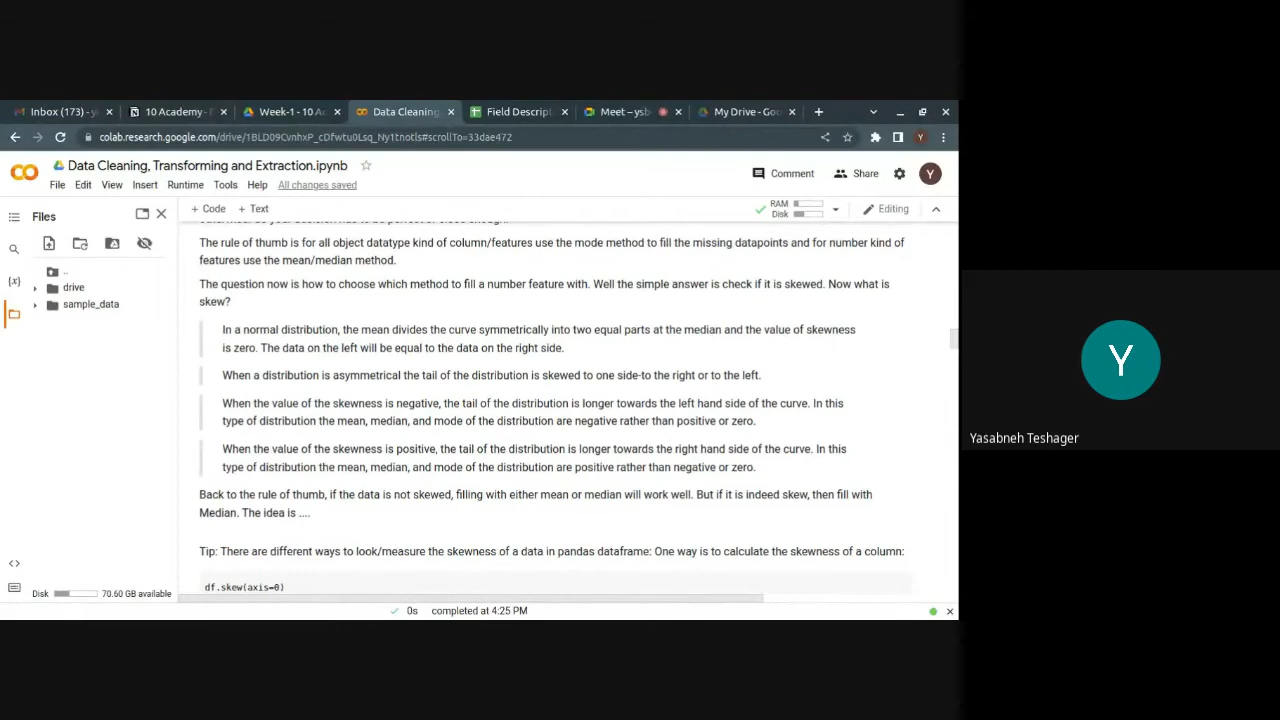 Inbox (173) - y
10 Academy - P
Week-1 - 10 Ac
Data Cleaning,
Field Descript
Meet – ysb
My Drive - Goo
colab.research.google.com/drive/1BLD09CvnhxP_cDfwtu0Lsq_Ny1tnotls#scrollTo=33dae472
Data Cleaning, Transforming and Extraction.ipynb
File Edit View Insert Runtime Tools Help All changes saved
Comment Share Y
Files
+ Code + Text
RAM
Disk
Editing
..
drive
sample_data
{x}
The rule of thumb is for all object datatype kind of column/features use the mode method to fill the missing datapoints and for number kind of
features use the mean/median method.
The question now is how to choose which method to fill a number feature with. Well the simple answer is check if it is skewed. Now what is
skew?
In a normal distribution, the mean divides the curve symmetrically into two equal parts at the median and the value of skewness
is zero. The data on the left will be equal to the data on the right side.
When a distribution is asymmetrical the tail of the distribution is skewed to one side-to the right or to the left.
When the value of the skewness is negative, the tail of the distribution is longer towards the left hand side of the curve. In this
type of distribution the mean, median, and mode of the distribution are negative rather than positive or zero.
When the value of the skewness is positive, the tail of the distribution is longer towards the right hand side of the curve. In this
type of distribution the mean, median, and mode of the distribution are positive rather than negative or zero.
Back to the rule of thumb, if the data is not skewed, filling with either mean or median will work well. But if it is indeed skew, then fill with
Median. The idea is ....
Tip: There are different ways to look/measure the skewness of a data in pandas dataframe: One way is to calculate the skewness of a column:
df.skew(axis=0)
Disk 70.60 GB available
0s completed at 4:25 PM
Y
Yasabneh Teshager